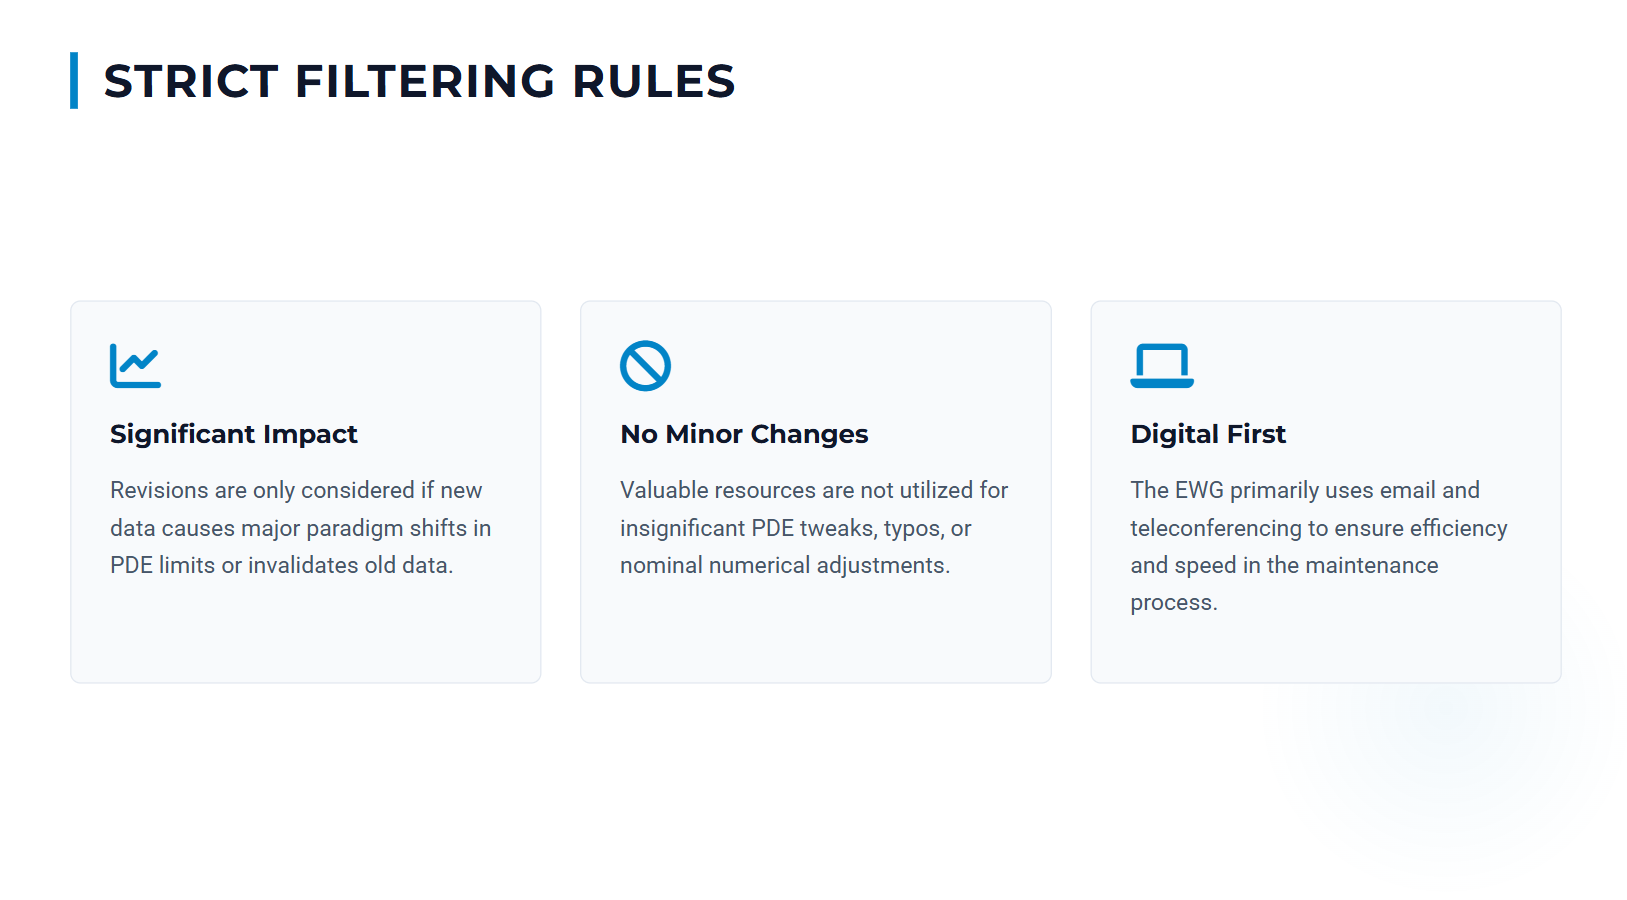 STRICT FILTERING RULES
Significant Impact
Revisions are only considered if new
data causes major paradigm shifts in
PDE limits or invalidates old data.
No Minor Changes
Valuable resources are not utilized for
insignificant PDE tweaks, typos, or
nominal numerical adjustments.
Digital First
The EWG primarily uses email and
teleconferencing to ensure efficiency
and speed in the maintenance
process.